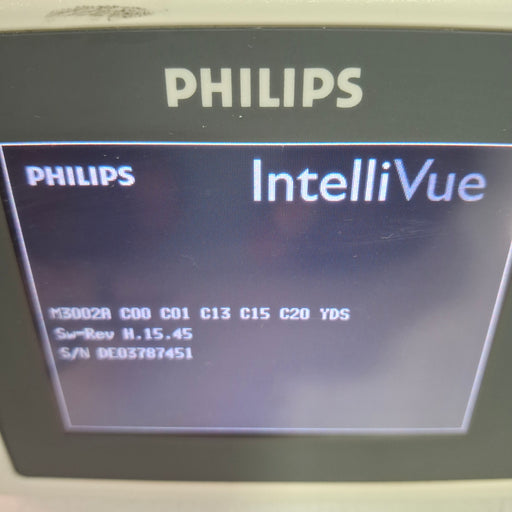 PHILIPS
PHILIPS IntelliVue
M3002A C00 C01 C13 C15 C20 YDS
Sw-Rev H.15.45
S/N DE03787451